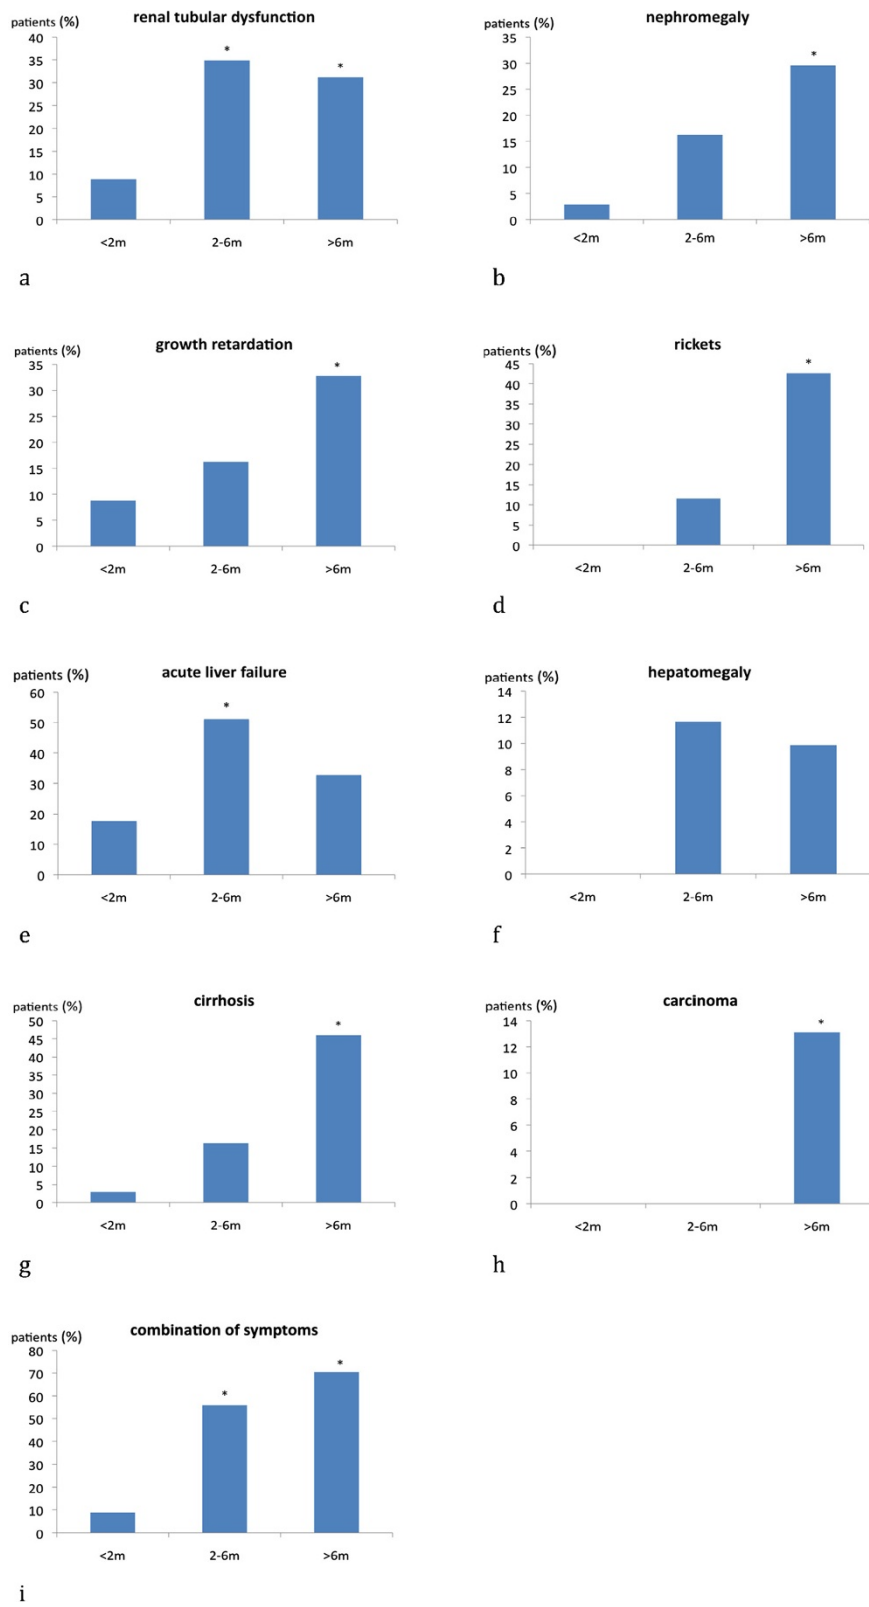 renal tubular dysfunction
patients (%)
40
35
30
25
20
15
10
5
0
*
*
<2m
2-6m
>6m
a
nephromegaly
patients (%)
35
30
25
20
15
10
5
0
*
<2m
2-6m
>6m
b
growth retardation
patients (%)
35
30
25
20
15
10
5
0
*
<2m
2-6m
>6m
c
rickets
patients (%)
45
40
35
30
25
20
15
10
5
0
*
<2m
2-6m
>6m
d
acute liver failure
patients (%)
60
50
40
30
20
10
0
*
<2m
2-6m
>6m
e
hepatomegaly
patients (%)
14
12
10
8
6
4
2
0
<2m
2-6m
>6m
f
cirrhosis
patients (%)
50
45
40
35
30
25
20
15
10
5
0
*
<2m
2-6m
>6m
g
carcinoma
patients (%)
14
12
10
8
6
4
2
0
*
<2m
2-6m
>6m
h
combination of symptoms
patients (%)
80
70
60
50
40
30
20
10
0
*
*
<2m
2-6m
>6m
i